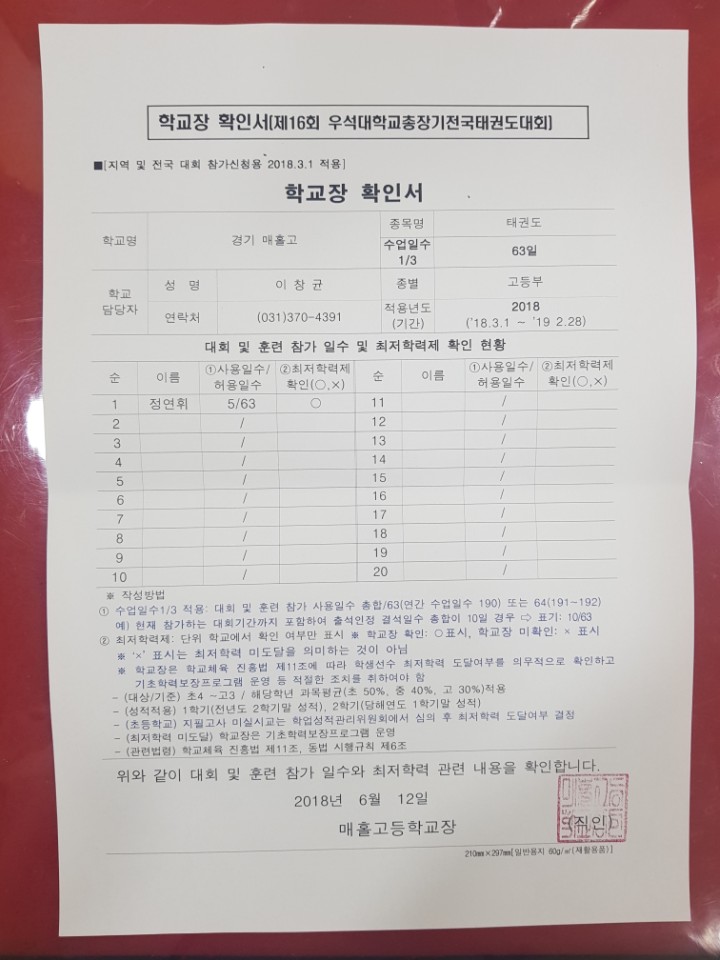 학교장 확인서(제16회 우석대학교총장기전국태권도대회)
■[지역 및 전국 대회 참가신청용 2018.3.1 적용]
학교장 확인서
학교명 경기 매홀고 종목명 태권도
수업일수 1/3 63일
학교 담당자 성 명 이 창 균 종별 고등부
연락처 (031)370-4391 적용년도 (기간) 2018 ('18.3.1 ~ '19 2.28)
대회 및 훈련 참가 일수 및 최저학력제 확인 현황
순 이름 ①사용일수/허용일수 ②최저학력제 확인(○,×) 순 이름 ①사용일수/허용일수 ②최저학력제 확인(○,×)
1 정연휘 5/63 ○ 11 /
2 / 12 /
3 / 13 /
4 / 14 /
5 / 15 /
6 / 16 /
7 / 17 /
8 / 18 /
9 / 19 /
10 / 20 /
※ 작성방법
① 수업일수1/3 적용: 대회 및 훈련 참가 사용일수 총합/63(연간 수업일수 190) 또는 64(191~192)
예) 현재 참가하는 대회기간까지 포함하여 출석인정 결석일수 총합이 10일 경우 ⇨ 표기: 10/63
② 최저학력제: 단위 학교에서 확인 여부만 표시 ※ 학교장 확인: ○표시, 학교장 미확인: × 표시
※ '×' 표시는 최저학력 미도달을 의미하는 것이 아님
※ 학교장은 학교체육 진흥법 제11조에 따라 학생선수 최저학력 도달여부를 의무적으로 확인하고
기초학력보장프로그램 운영 등 적절한 조치를 취하여야 함
- (대상/기준) 초4 ~고3 / 해당학년 과목평균(초 50%, 중 40%, 고 30%)적용
- (성적적용) 1학기(전년도 2학기말 성적), 2학기(당해연도 1학기말 성적)
- (초등학교) 지필고사 미실시교는 학업성적관리위원회에서 심의 후 최저학력 도달여부 결정
- (최저학력 미도달) 학교장은 기초학력보장프로그램 운영
- (관련법령) 학교체육 진흥법 제11조, 동법 시행규칙 제6조
위와 같이 대회 및 훈련 참가 일수와 최저학력 관련 내용을 확인합니다.
2018년 6월 12일
매홀고등학교장 (직인)
210㎜×297㎜[일반용지 60g/㎡(재활용품)]